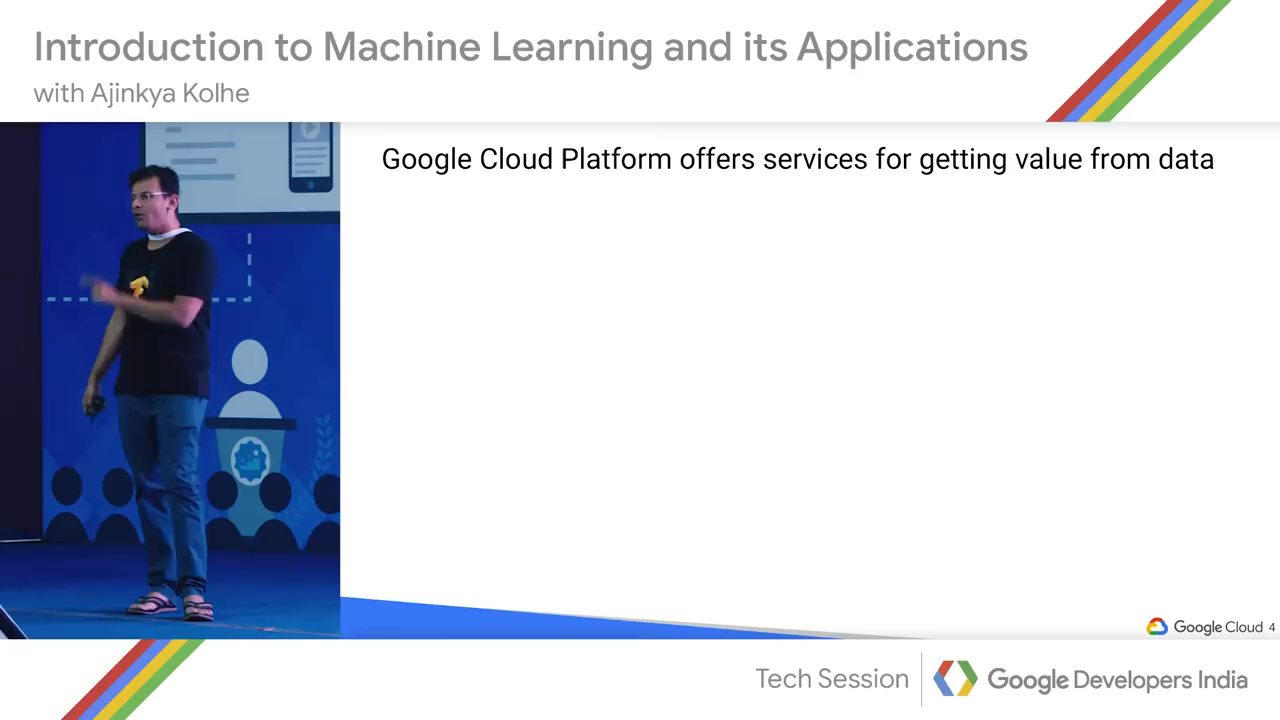 Introduction to Machine Learning and its Applications
with Ajinkya Kolhe
Google Cloud Platform offers services for getting value from data
Google Cloud 4
Tech Session
Google Developers India